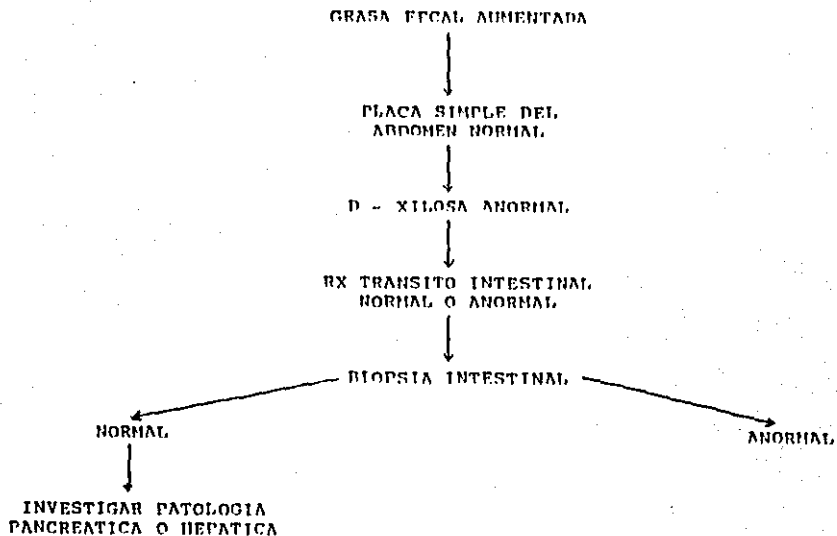 GRASA FECAL AUMENTADA
PLACA SIMPLE DEL
ABDOMEN NORMAL
D - XILOSA ANORMAL
RX TRANSITO INTESTINAL
NORMAL O ANORMAL
BIOPSIA INTESTINAL
NORMAL
ANORMAL
INVESTIGAR PATOLOGIA
PANCREATICA O HEPATICA